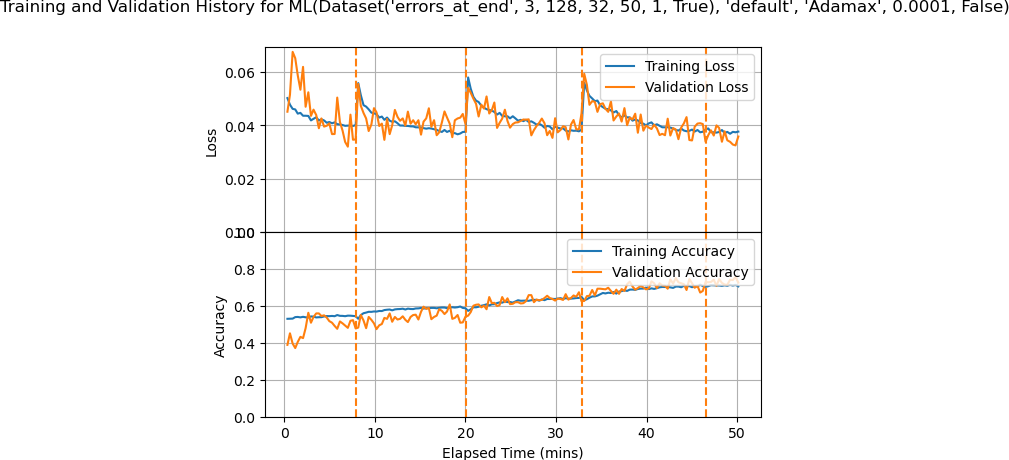 Training and Validation History for ML(Dataset('errors_at_end', 3, 128, 32, 50, 1, True), 'default', 'Adamax', 0.0001, False)
Training Loss
Validation Loss
0.06
0.04
0.02
0.00
Loss
1.0
Training Accuracy
Validation Accuracy
0.8
0.6
0.4
0.2
0.0
Accuracy
0 10 20 30 40 50
Elapsed Time (mins)